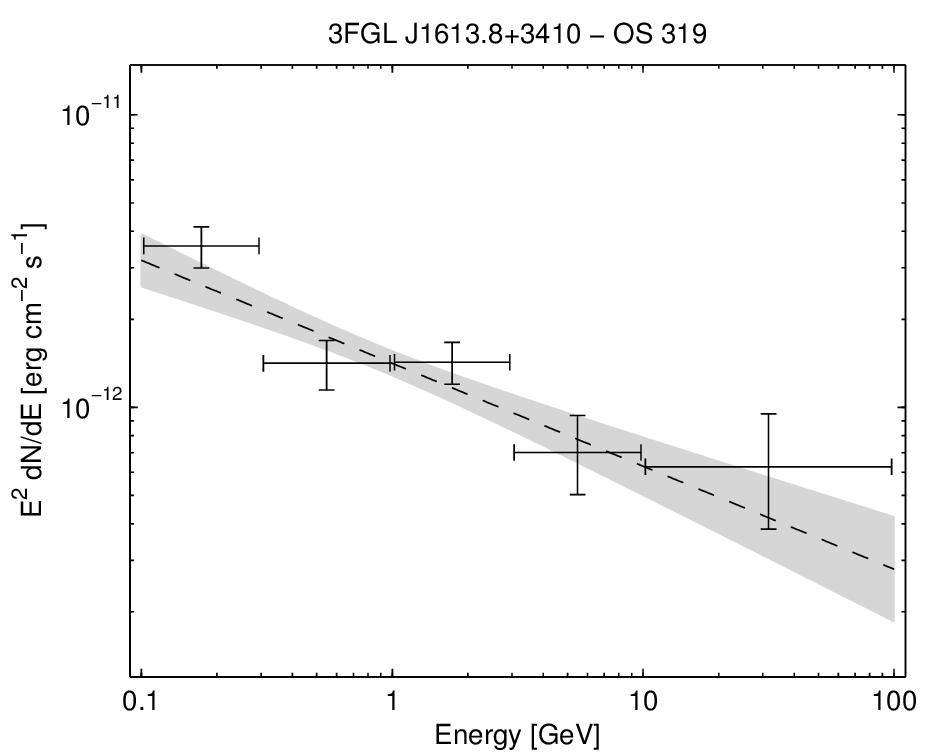 3FGL J1613.8+3410 − OS 319
E² dN/dE [erg cm⁻² s⁻¹]
10⁻¹¹
10⁻¹²
0.1 1 10 100
Energy [GeV]